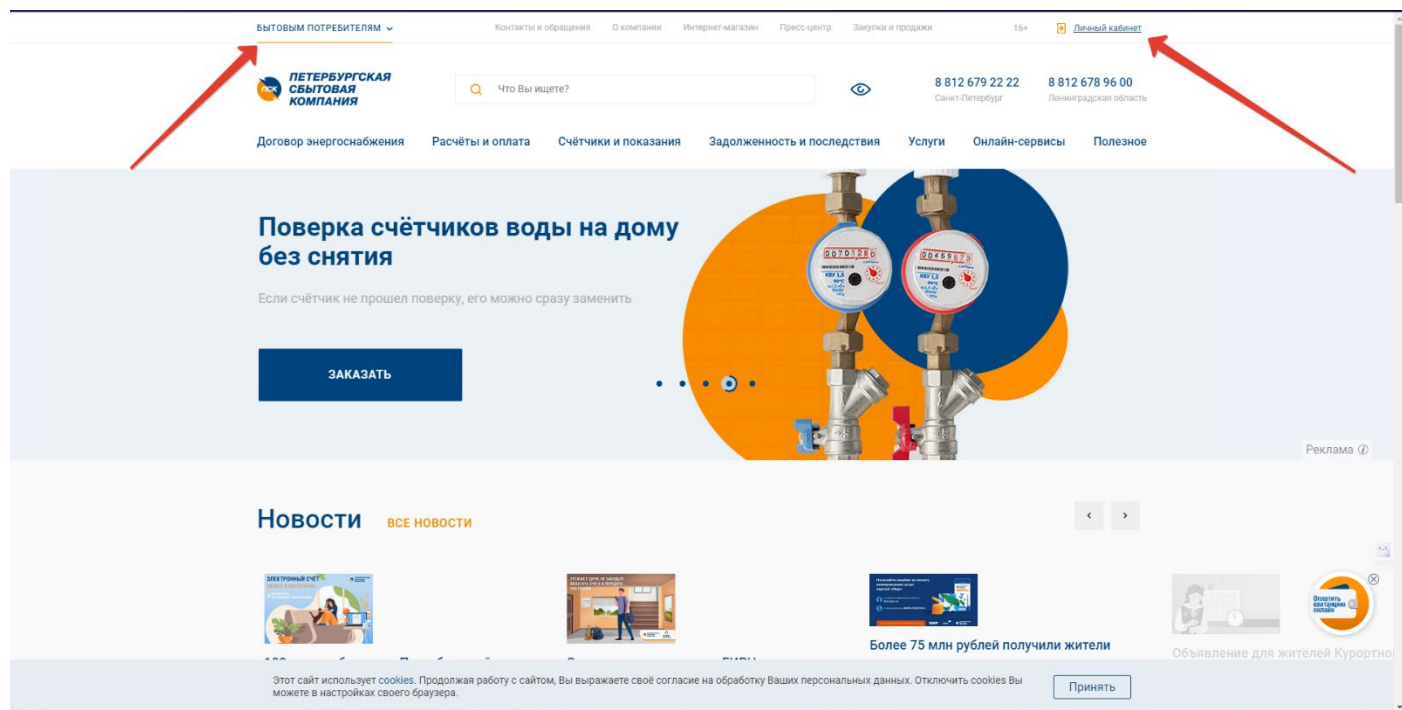 БЫТОВЫМ ПОТРЕБИТЕЛЯМ
Контакты и обращения О компании Интернет-магазин Пресс-центр Закупки и продажи 16+ Личный кабинет
ПЕТЕРБУРГСКАЯ
СБЫТОВАЯ
КОМПАНИЯ
ПСК
Что Вы ищете?
8 812 679 22 22
Санкт-Петербург
8 812 678 96 00
Ленинградская область
Договор энергоснабжения Расчёты и оплата Счётчики и показания Задолженность и последствия Услуги Онлайн-сервисы Полезное
Поверка счётчиков воды на дому
без снятия
Если счётчик не прошел поверку, его можно сразу заменить
ЗАКАЗАТЬ
Реклама
Новости ВСЕ НОВОСТИ
ЭЛЕКТРОННЫЙ СЧЁТ
Оплатить
квитанцию
онлайн
Более 75 млн рублей получили жители
Объявление для жителей Курортно
Этот сайт использует cookies. Продолжая работу с сайтом, Вы выражаете своё согласие на обработку Ваших персональных данных. Отключить cookies Вы
можете в настройках своего браузера.
Принять